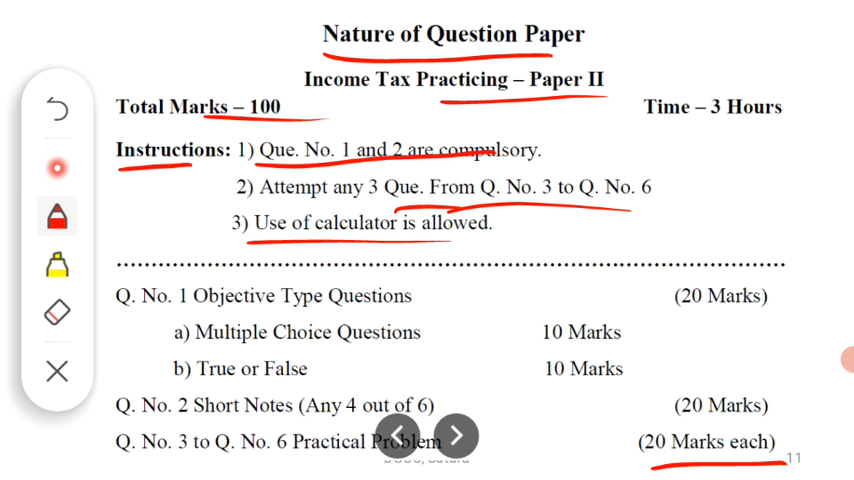 Nature of Question Paper
Income Tax Practicing – Paper II
Total Marks – 100 Time – 3 Hours
Instructions: 1) Que. No. 1 and 2 are compulsory.
2) Attempt any 3 Que. From Q. No. 3 to Q. No. 6
3) Use of calculator is allowed.
Q. No. 1 Objective Type Questions (20 Marks)
a) Multiple Choice Questions 10 Marks
b) True or False 10 Marks
Q. No. 2 Short Notes (Any 4 out of 6) (20 Marks)
Q. No. 3 to Q. No. 6 Practical Problem (20 Marks each)
11